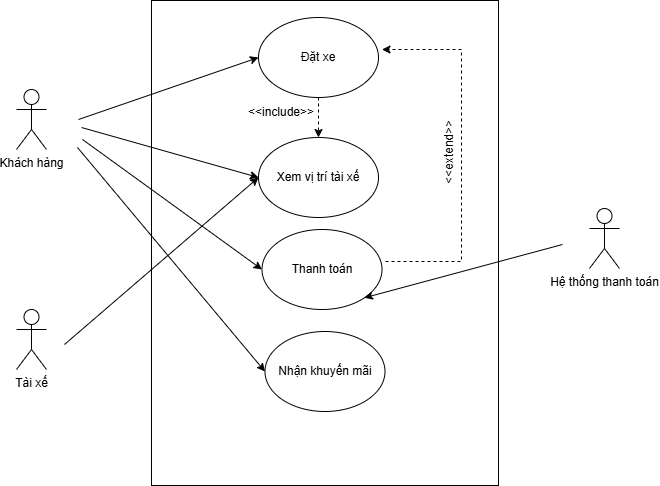 Đặt xe
<<include>>
Khách hàng
<<extend>>
Xem vị trí tài xế
Thanh toán
Hệ thống thanh toán
Nhận khuyến mãi
Tài xế